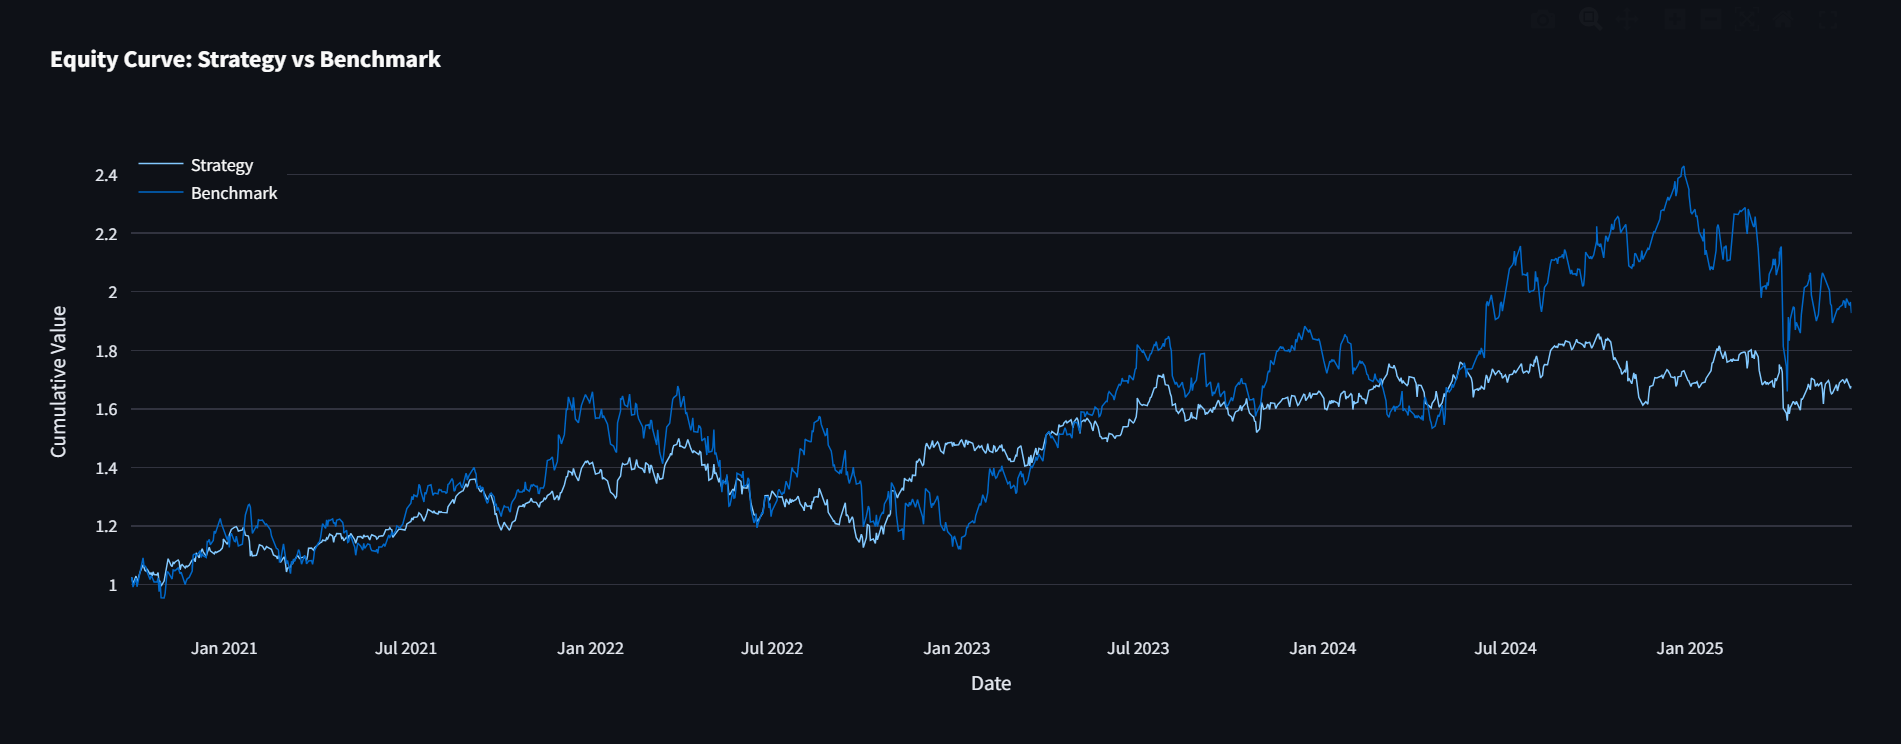 Equity Curve: Strategy vs Benchmark
Strategy
Benchmark
2.4
2.2
2
1.8
1.6
1.4
1.2
1
Cumulative Value
Jan 2021
Jul 2021
Jan 2022
Jul 2022
Jan 2023
Jul 2023
Jan 2024
Jul 2024
Jan 2025
Date